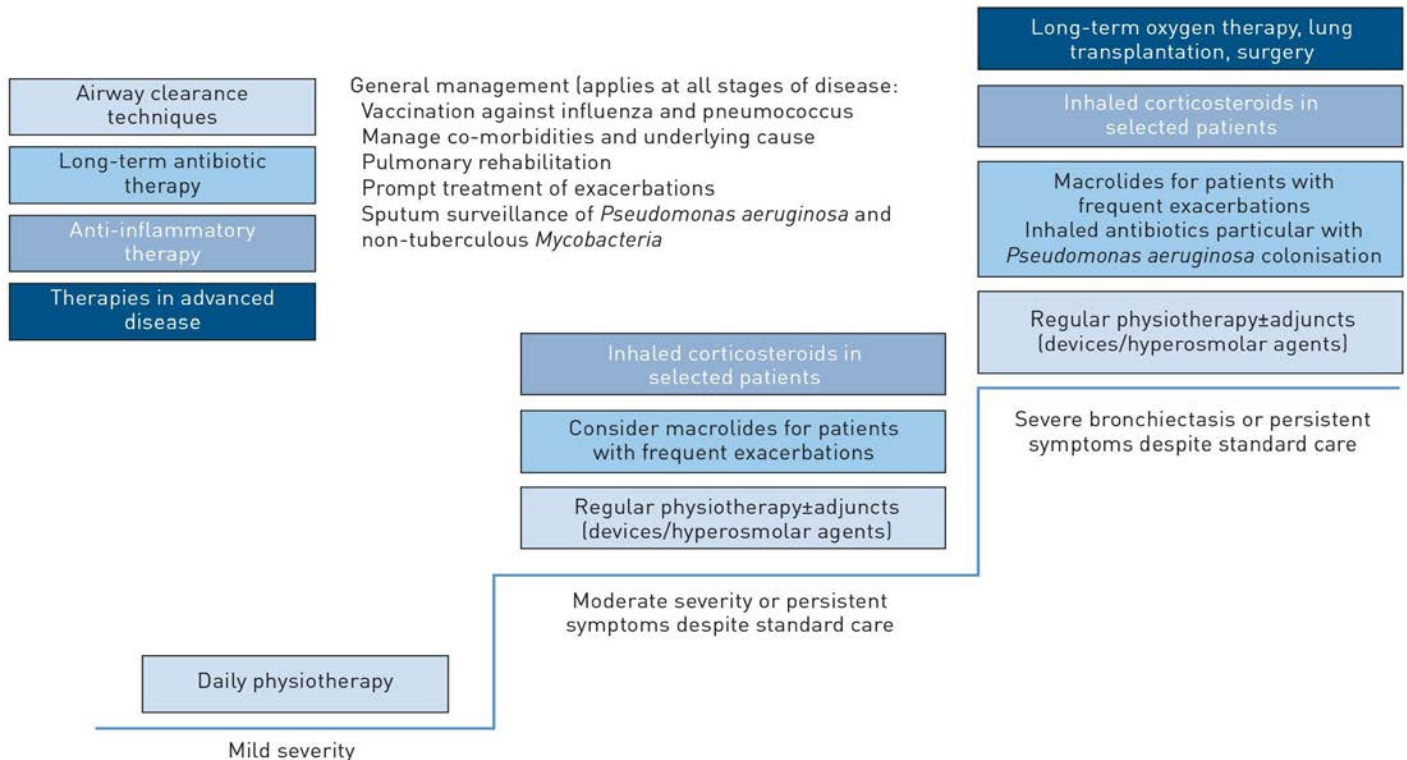 Airway clearance
techniques
Long-term antibiotic
therapy
Anti-inflammatory
therapy
Therapies in advanced
disease
General management (applies at all stages of disease:
Vaccination against influenza and pneumococcus
Manage co-morbidities and underlying cause
Pulmonary rehabilitation
Prompt treatment of exacerbations
Sputum surveillance of Pseudomonas aeruginosa and
non-tuberculous Mycobacteria
Daily physiotherapy
Mild severity
Inhaled corticosteroids in
selected patients
Consider macrolides for patients
with frequent exacerbations
Regular physiotherapy±adjuncts
(devices/hyperosmolar agents)
Moderate severity or persistent
symptoms despite standard care
Long-term oxygen therapy, lung
transplantation, surgery
Inhaled corticosteroids in
selected patients
Macrolides for patients with
frequent exacerbations
Inhaled antibiotics particular with
Pseudomonas aeruginosa colonisation
Regular physiotherapy±adjuncts
(devices/hyperosmolar agents)
Severe bronchiectasis or persistent
symptoms despite standard care